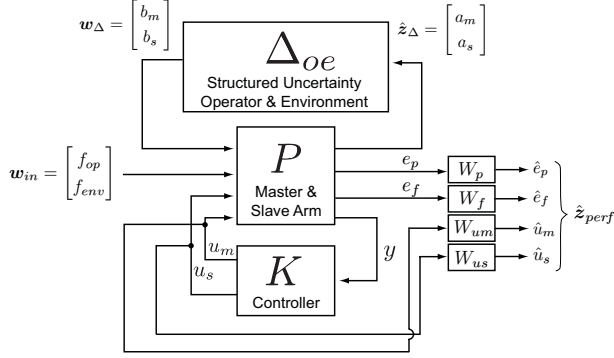 w_Δ = [b_m b_s]
ẑ_Δ = [a_m a_s]
Δ_oe
Structured Uncertainty
Operator & Environment
w_in = [f_op f_env]
P
Master &
Slave Arm
e_p
W_p
ê_p
e_f
W_f
ê_f
ẑ_perf
W_um
û_m
u_m
y
u_s
W_us
û_s
K
Controller